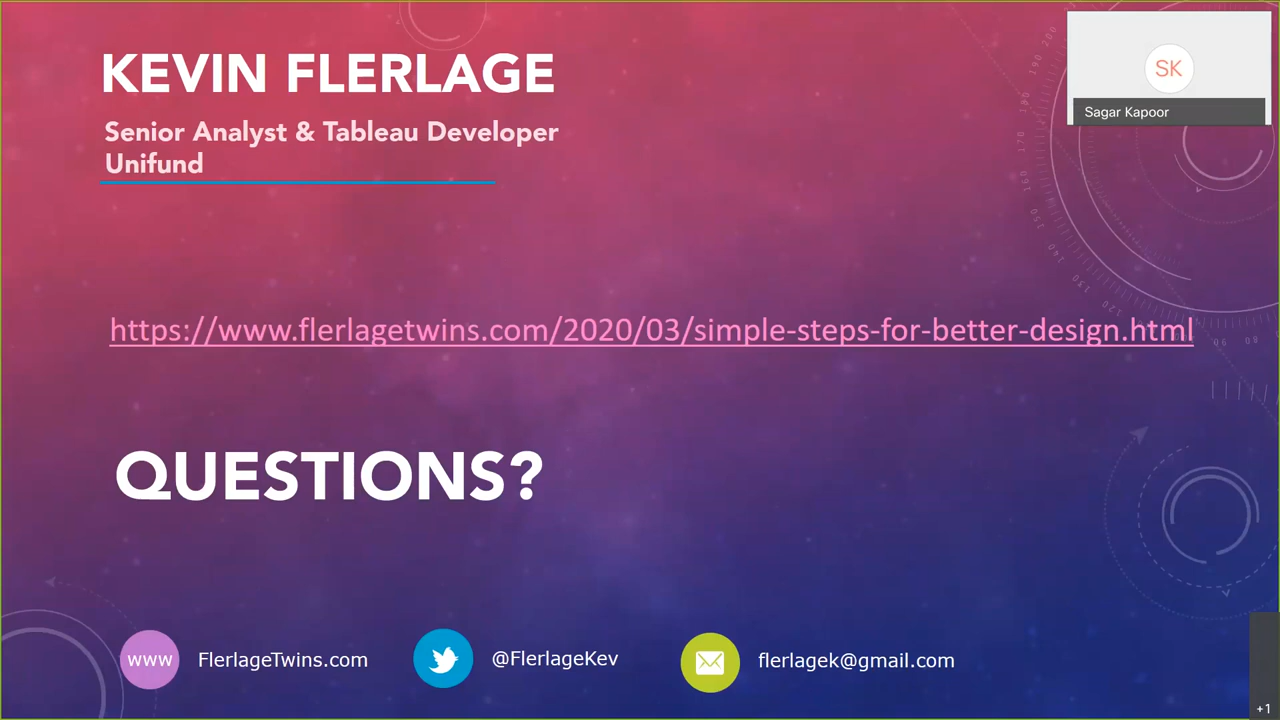 KEVIN FLERLAGE
Senior Analyst & Tableau Developer
Unifund
SK
Sagar Kapoor
https://www.flerlagetwins.com/2020/03/simple-steps-for-better-design.html
QUESTIONS?
www
FlerlageTwins.com
@FlerlageKev
flerlagek@gmail.com
+1